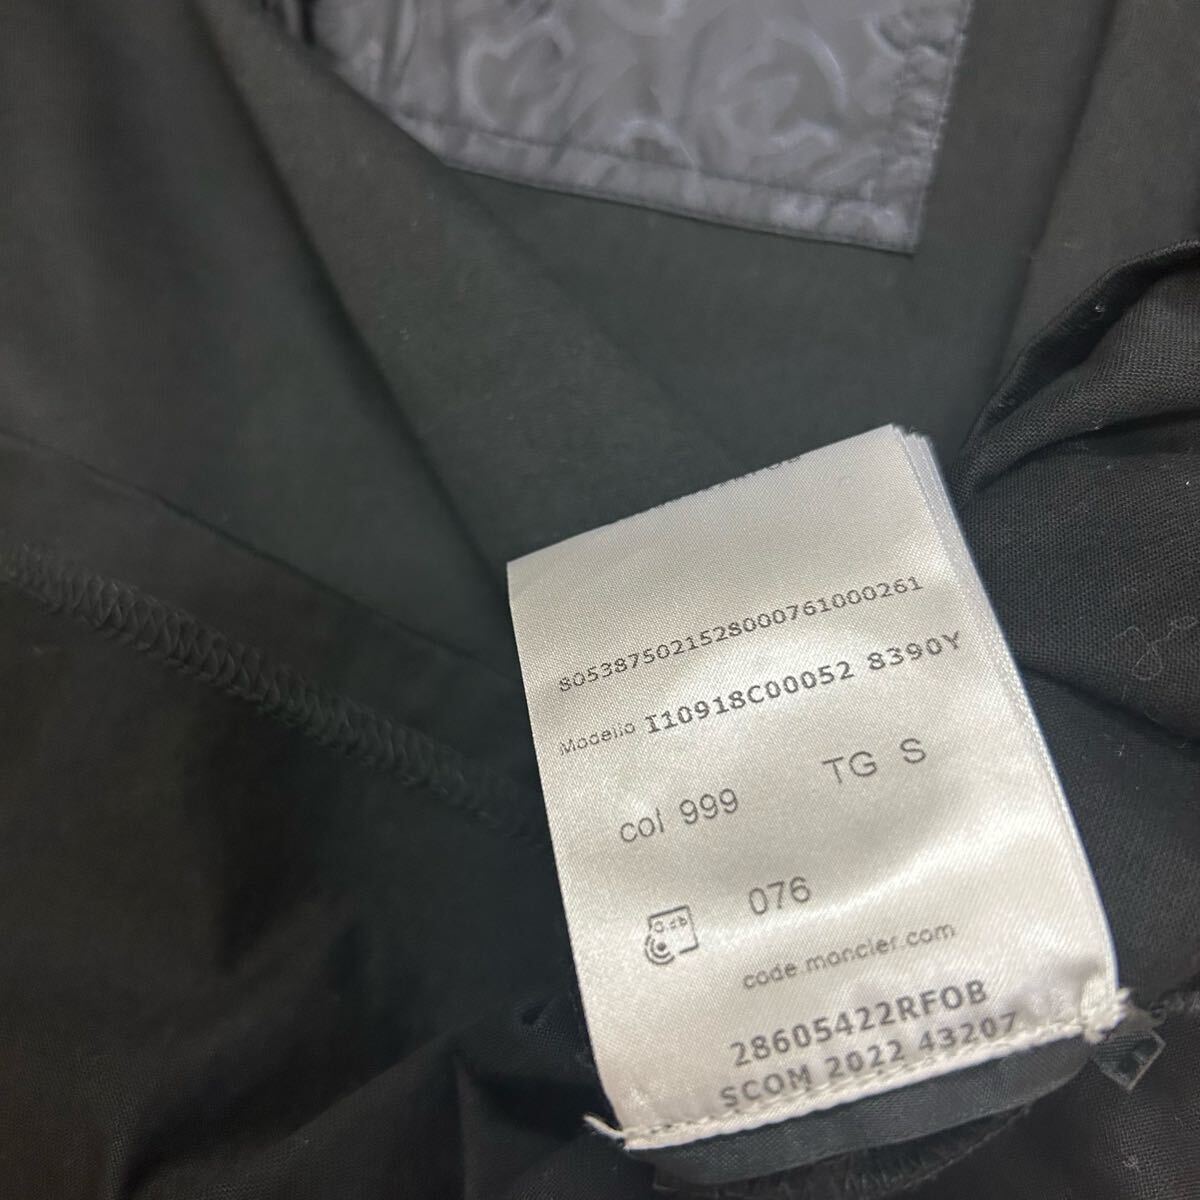 8053875021528000761000261
Modello I10918C00052 8390Y
col 999 TG S
076
code.moncler.com
28605422RFOB
SCOM 2022 43207